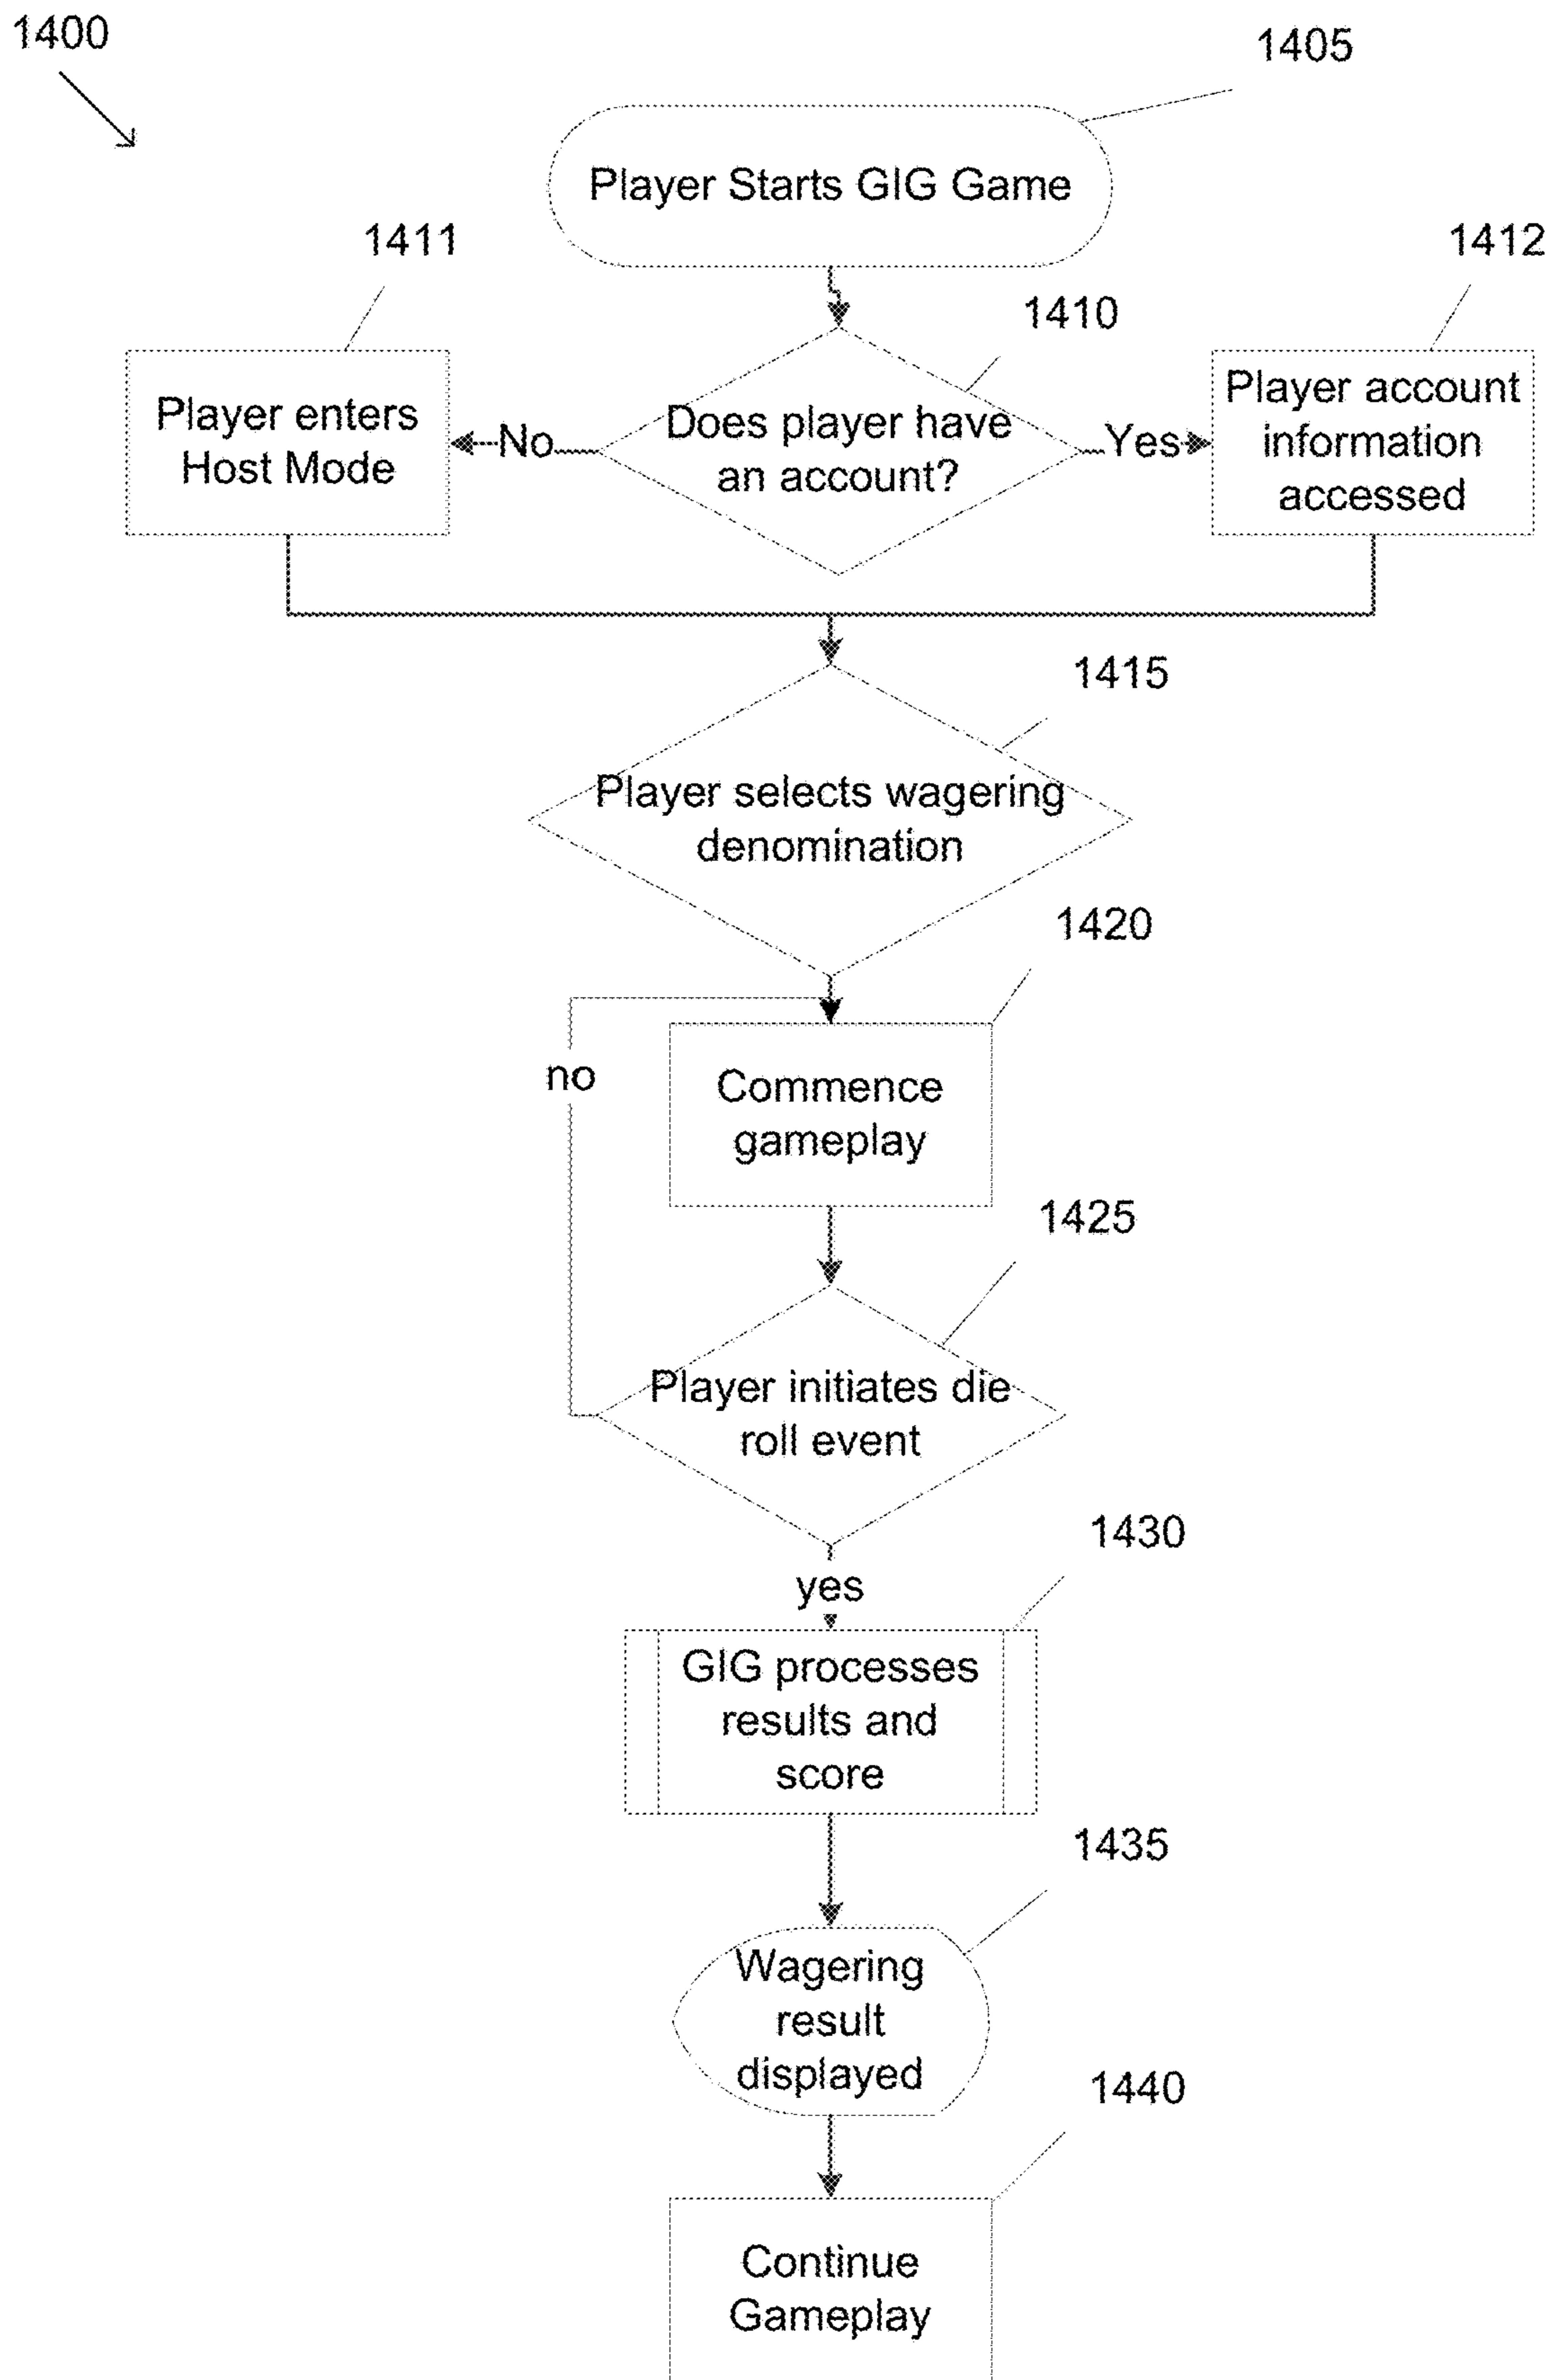 1400
1405
Player Starts GIG Game
1411
1412
1410
Player enters
Host Mode
No
Does player have
an account?
Yes
Player account
information
accessed
1415
Player selects wagering
denomination
1420
no
Commence
gameplay
1425
Player initiates die
roll event
1430
yes
GIG processes
results and
score
1435
Wagering
result
displayed
1440
Continue
Gameplay